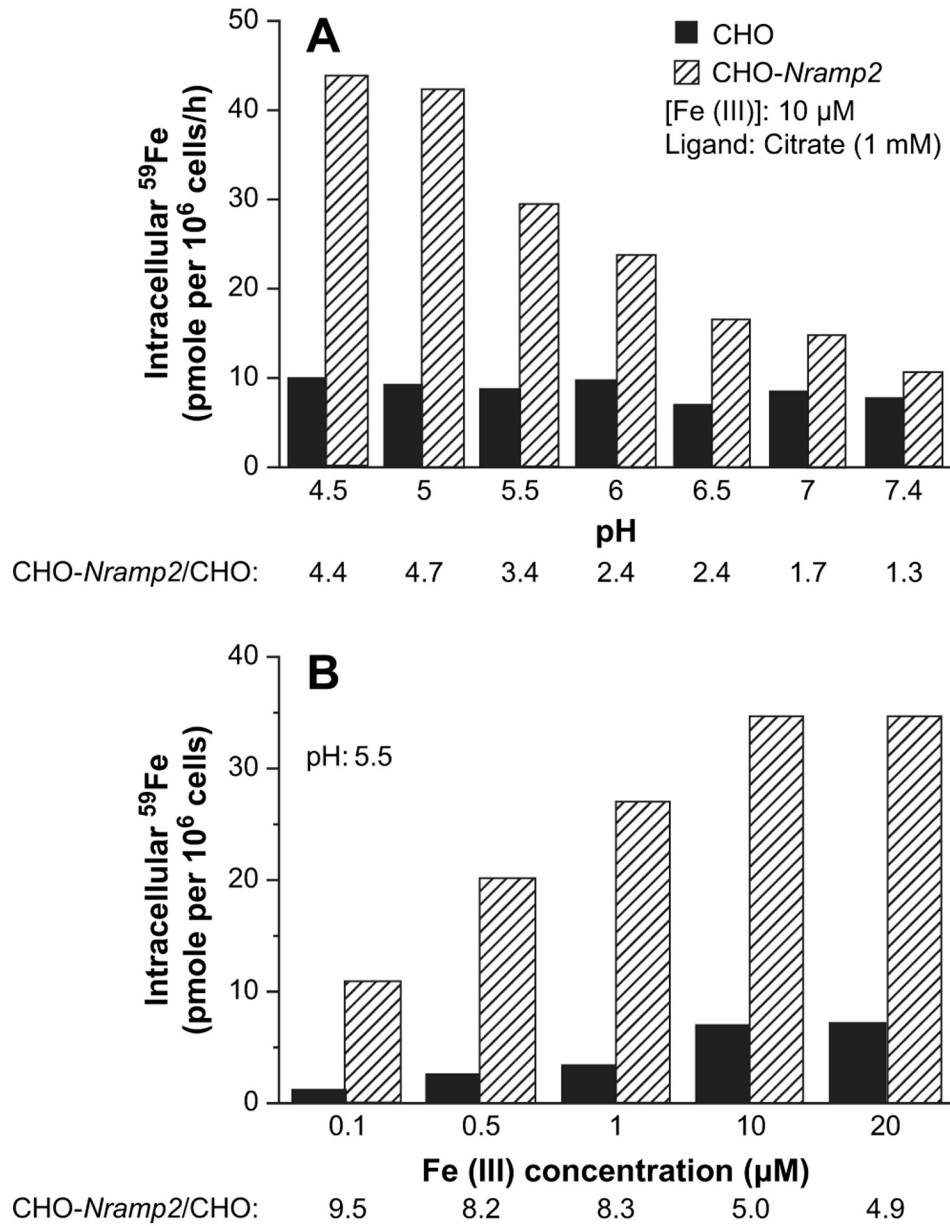 A
CHO
CHO-Nramp2
[Fe (III)]: 10 µM
Ligand: Citrate (1 mM)
Intracellular ⁵⁹Fe
(pmole per 10⁶ cells/h)
50
40
30
20
10
0
4.5 5 5.5 6 6.5 7 7.4
pH
CHO-Nramp2/CHO: 4.4 4.7 3.4 2.4 2.4 1.7 1.3
B
pH: 5.5
Intracellular ⁵⁹Fe
(pmole per 10⁶ cells)
40
30
20
10
0
0.1 0.5 1 10 20
Fe (III) concentration (µM)
CHO-Nramp2/CHO: 9.5 8.2 8.3 5.0 4.9